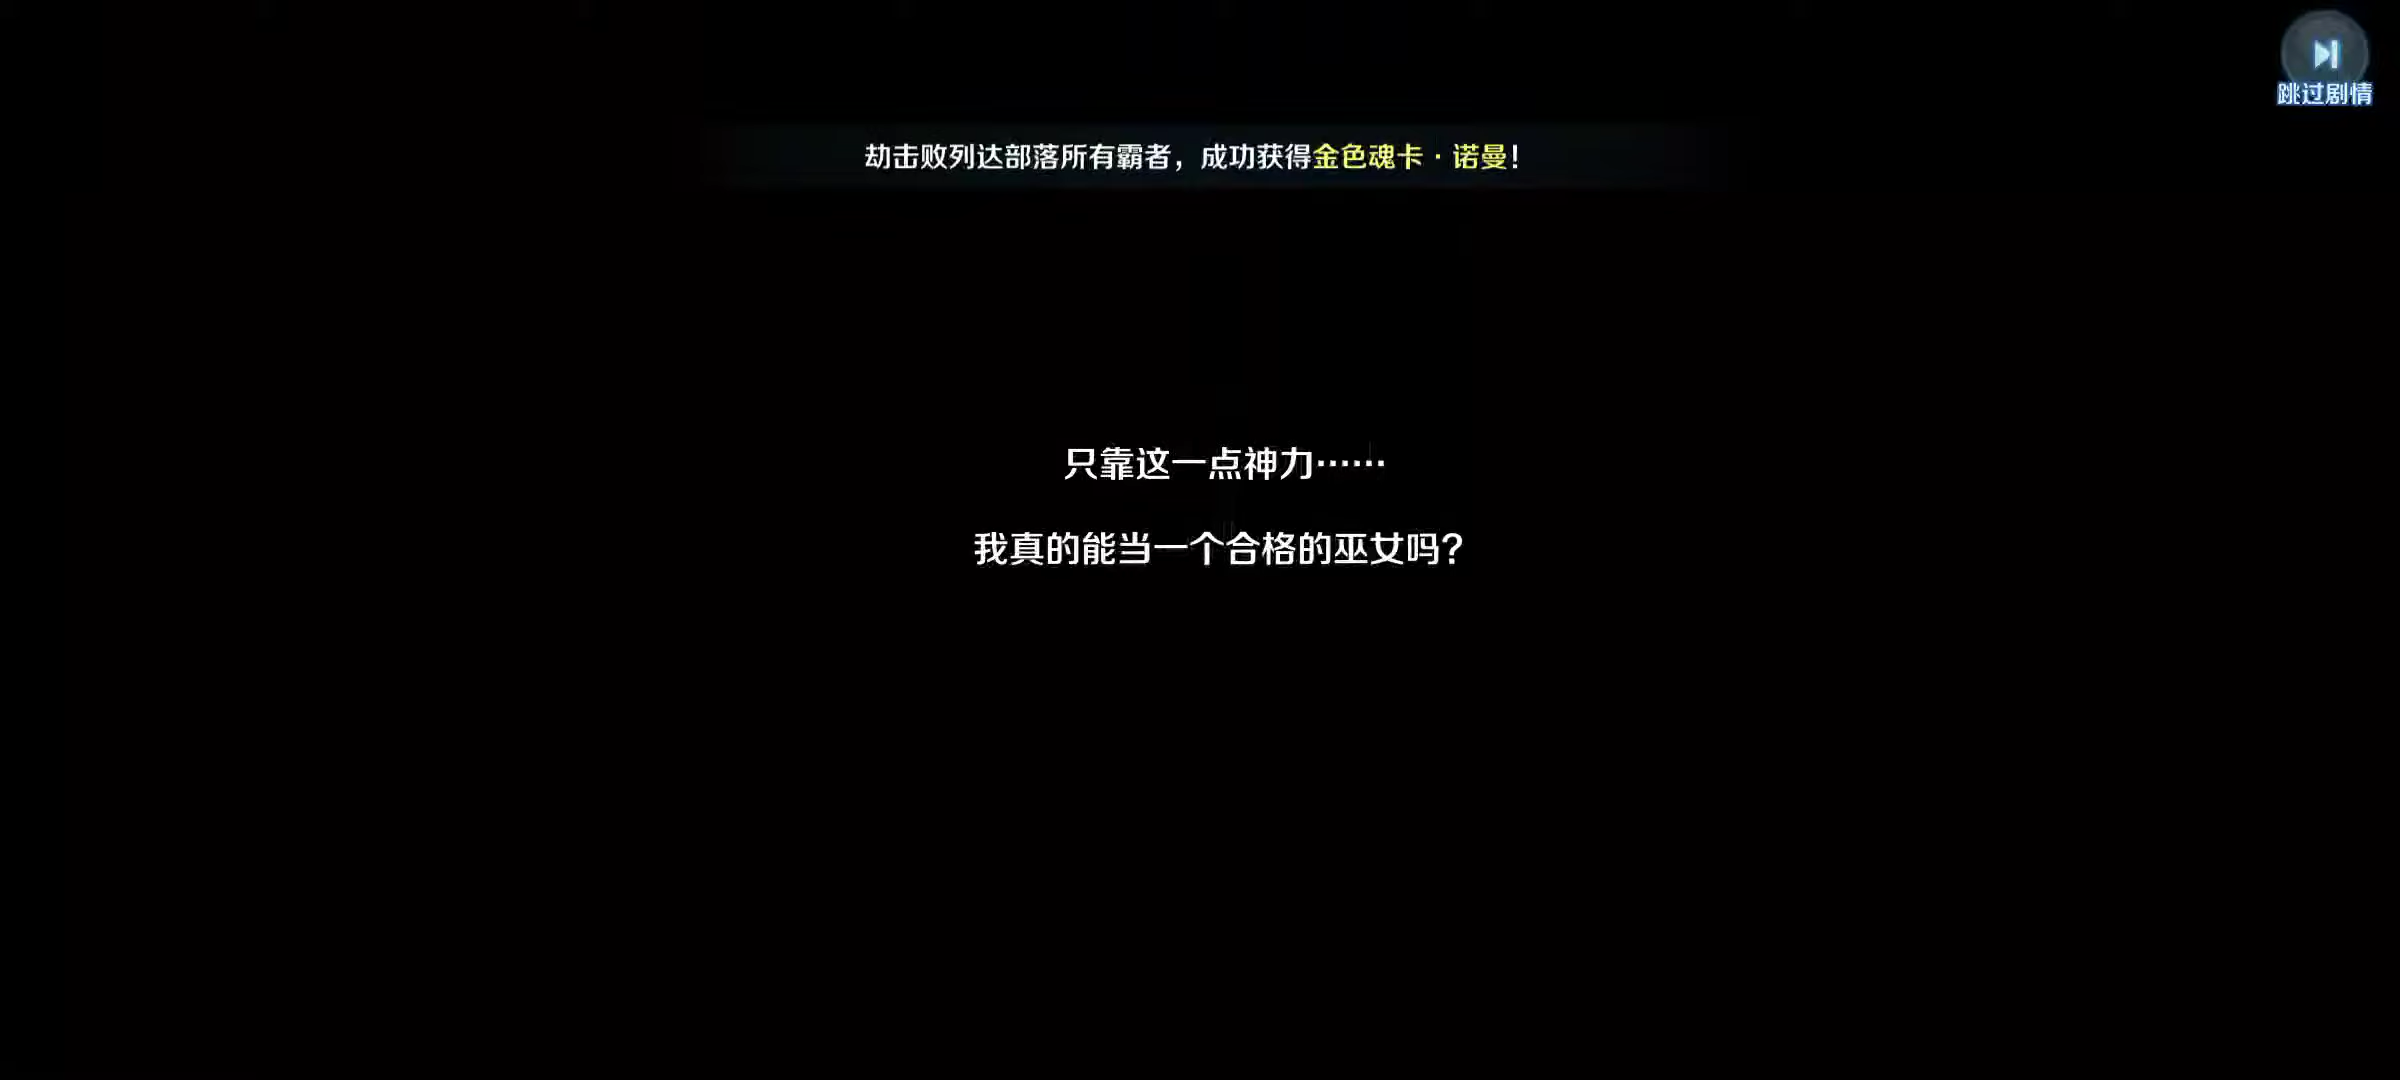 跳过剧情
劫击败列达部落所有霸者，成功获得金色魂卡·诺曼！
只靠这一点神力……
我真的能当一个合格的巫女吗？